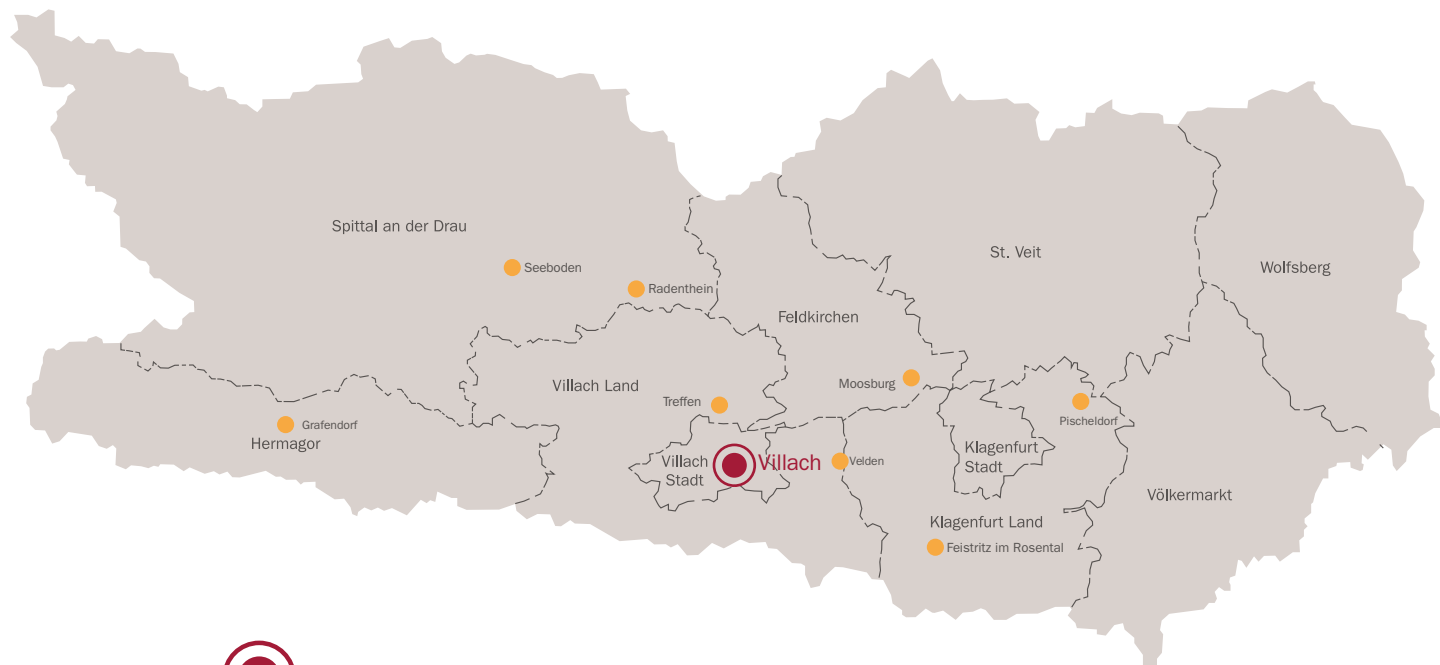 Spittal an der Drau
St. Veit
Seeboden
Wolfsberg
Radenthein
Feldkirchen
Moosburg
Villach Land
Treffen
Pischeldorf
Grafendorf
Hermagor
Villach
Stadt
Villach
Velden
Klagenfurt
Stadt
Völkermarkt
Klagenfurt Land
Feistritz im Rosental